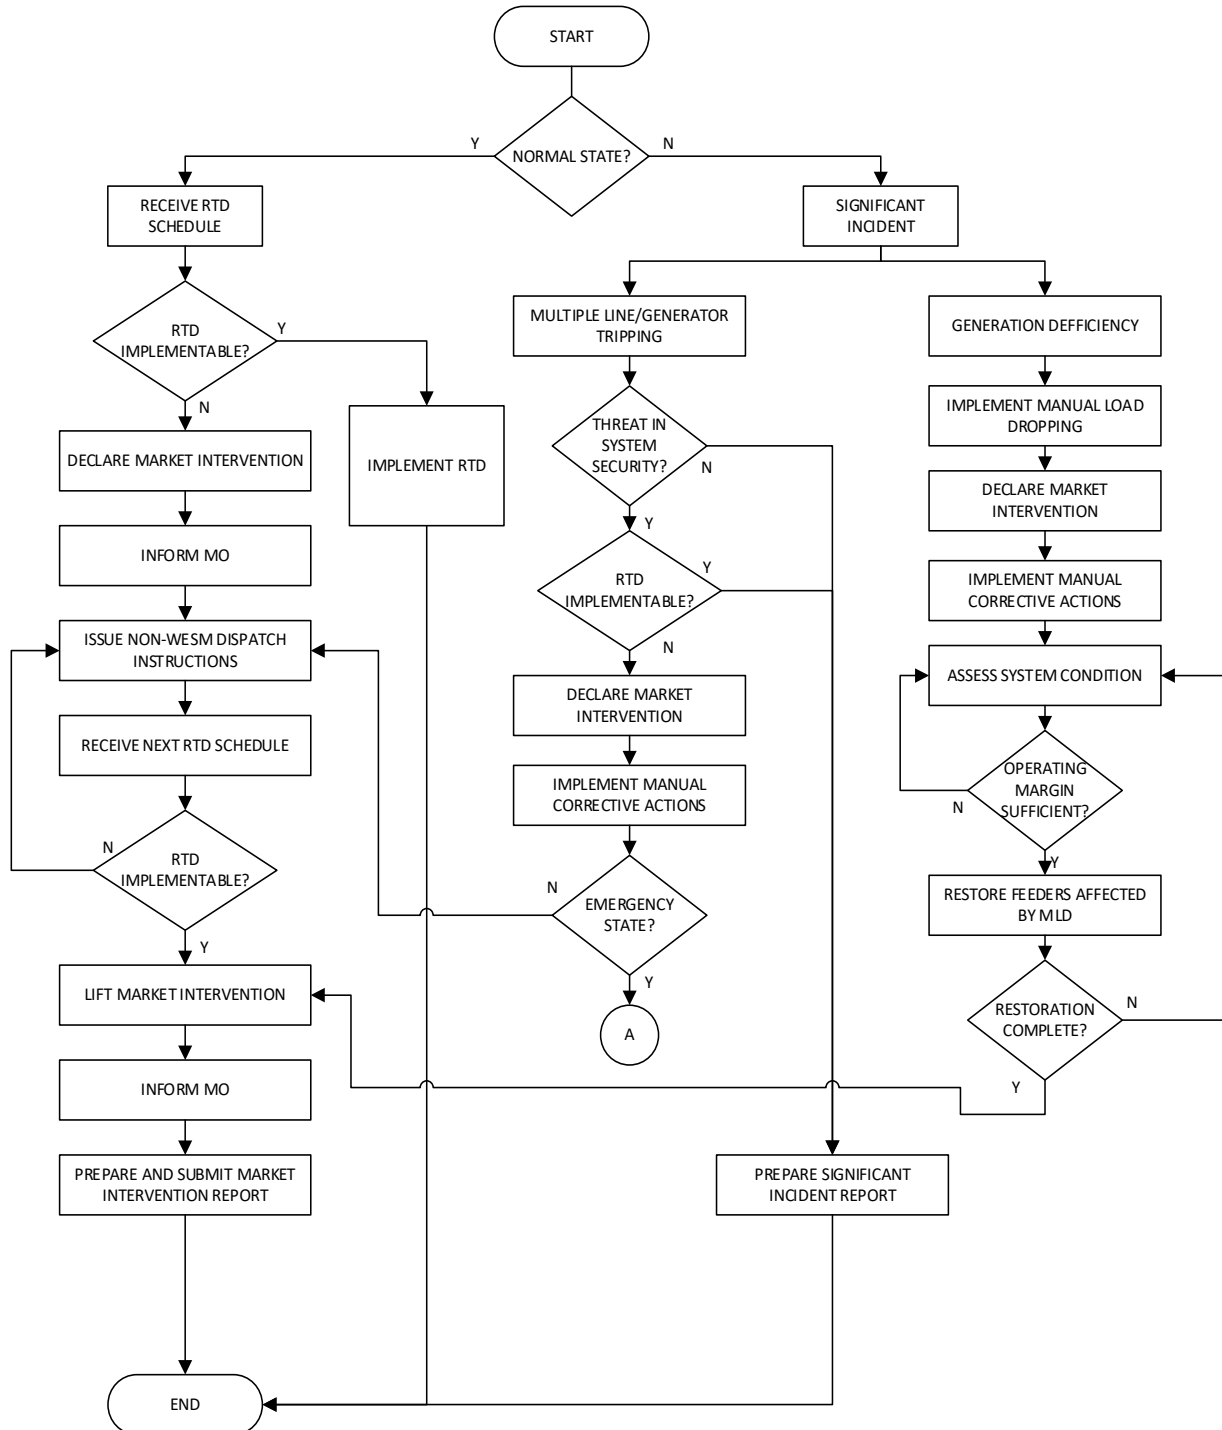 START
NORMAL STATE?
Y
N
RECEIVE RTD
SCHEDULE
RTD
IMPLEMENTABLE?
Y
N
IMPLEMENT RTD
DECLARE MARKET INTERVENTION
INFORM MO
ISSUE NON-WESM DISPATCH
INSTRUCTIONS
RECEIVE NEXT RTD SCHEDULE
RTD
IMPLEMENTABLE?
N
Y
LIFT MARKET INTERVENTION
INFORM MO
PREPARE AND SUBMIT MARKET
INTERVENTION REPORT
END
SIGNIFICANT
INCIDENT
MULTIPLE LINE/GENERATOR
TRIPPING
THREAT IN
SYSTEM
SECURITY?
N
Y
RTD
IMPLEMENTABLE?
Y
N
DECLARE MARKET
INTERVENTION
IMPLEMENT MANUAL
CORRECTIVE ACTIONS
EMERGENCY
STATE?
N
Y
A
PREPARE SIGNIFICANT
INCIDENT REPORT
GENERATION DEFFICIENCY
IMPLEMENT MANUAL LOAD
DROPPING
DECLARE MARKET
INTERVENTION
IMPLEMENT MANUAL
CORRECTIVE ACTIONS
ASSESS SYSTEM CONDITION
OPERATING
MARGIN
SUFFICIENT?
N
Y
RESTORE FEEDERS AFFECTED
BY MLD
RESTORATION
COMPLETE?
N
Y